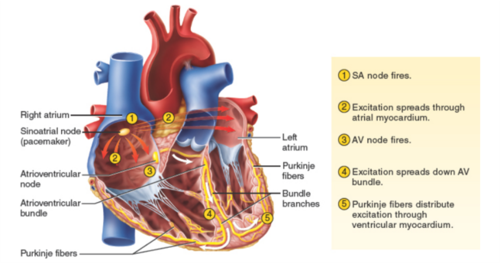 Right atrium
Sinoatrial node
(pacemaker)
Atrioventricular
node
Atrioventricular
bundle
Purkinje fibers
1
2
2
3
4
5
Left
atrium
Purkinje
fibers
Bundle
branches
1 SA node fires.
2 Excitation spreads through
atrial myocardium.
3 AV node fires.
4 Excitation spreads down AV
bundle.
5 Purkinje fibers distribute
excitation through
ventricular myocardium.